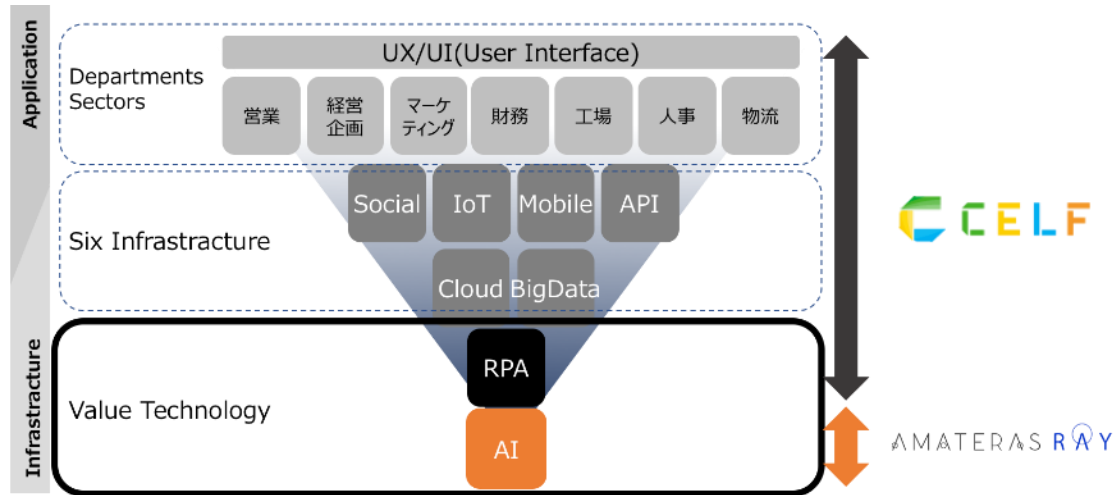 Application
UX/UI(User Interface)
Departments
Sectors
営業
経営
企画
マーケ
ティング
財務
工場
人事
物流
Social
IoT
Mobile
API
Six Infrastracture
Cloud
BigData
CELF
Infrastracture
RPA
Value Technology
AI
AMATERAS RAY